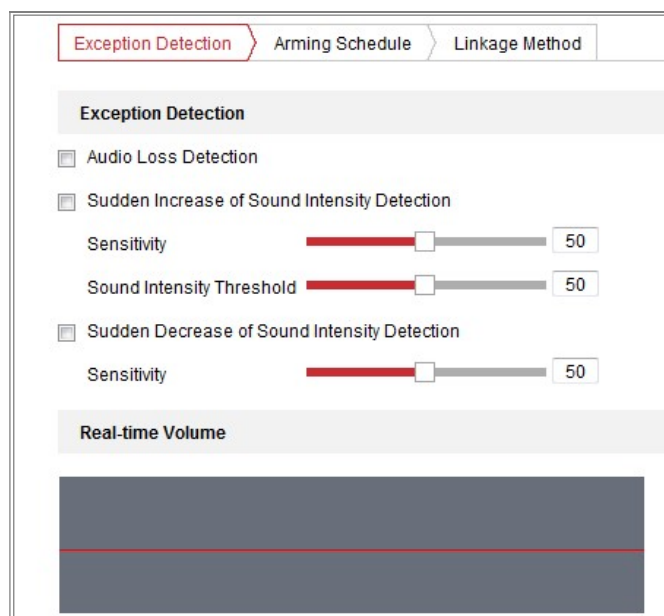 Exception Detection Arming Schedule Linkage Method
Exception Detection
Audio Loss Detection
Sudden Increase of Sound Intensity Detection
Sensitivity 50
Sound Intensity Threshold 50
Sudden Decrease of Sound Intensity Detection
Sensitivity 50
Real-time Volume